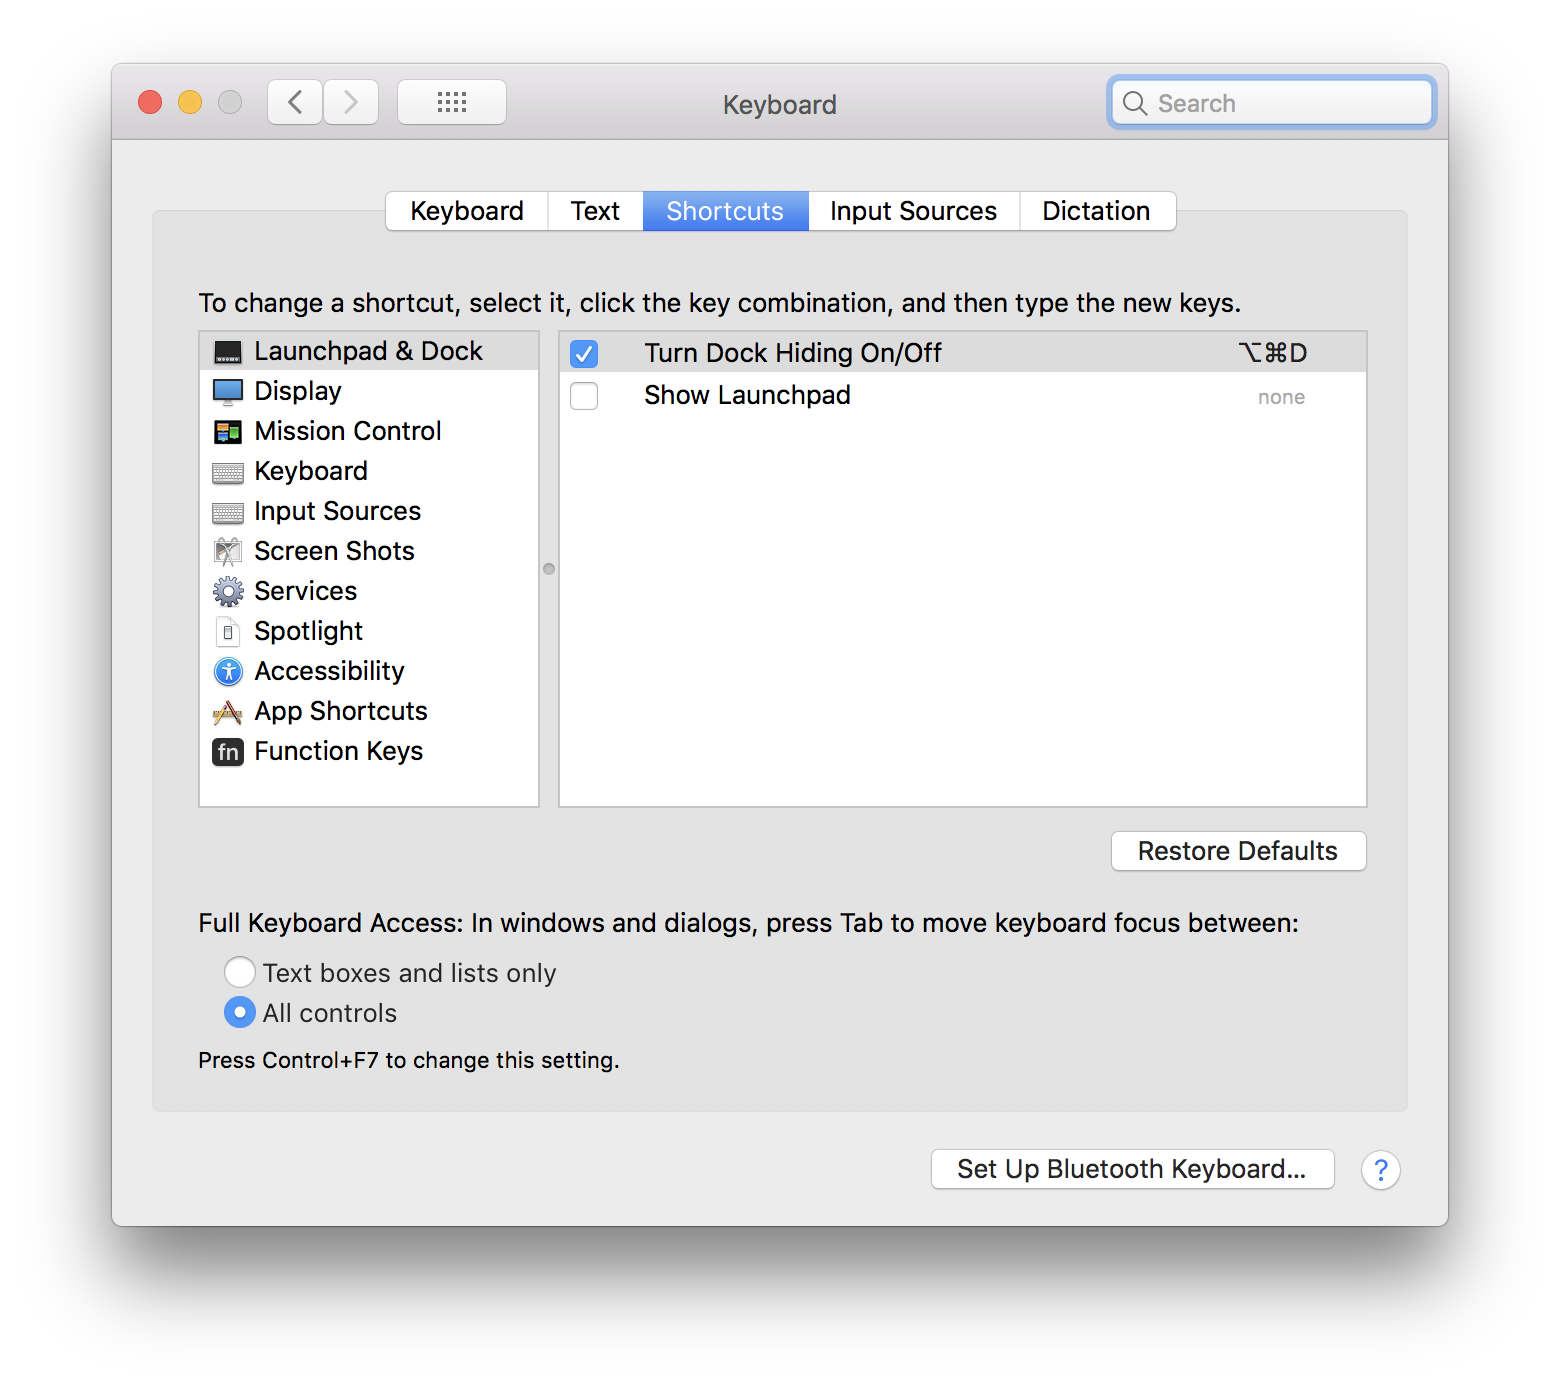 Keyboard
Search
Keyboard Text Shortcuts Input Sources Dictation
To change a shortcut, select it, click the key combination, and then type the new keys.
Launchpad & Dock
Display
Mission Control
Keyboard
Input Sources
Screen Shots
Services
Spotlight
Accessibility
App Shortcuts
fn Function Keys
Turn Dock Hiding On/Off ⌥⌘D
Show Launchpad none
Restore Defaults
Full Keyboard Access: In windows and dialogs, press Tab to move keyboard focus between:
Text boxes and lists only
All controls
Press Control+F7 to change this setting.
Set Up Bluetooth Keyboard...
?